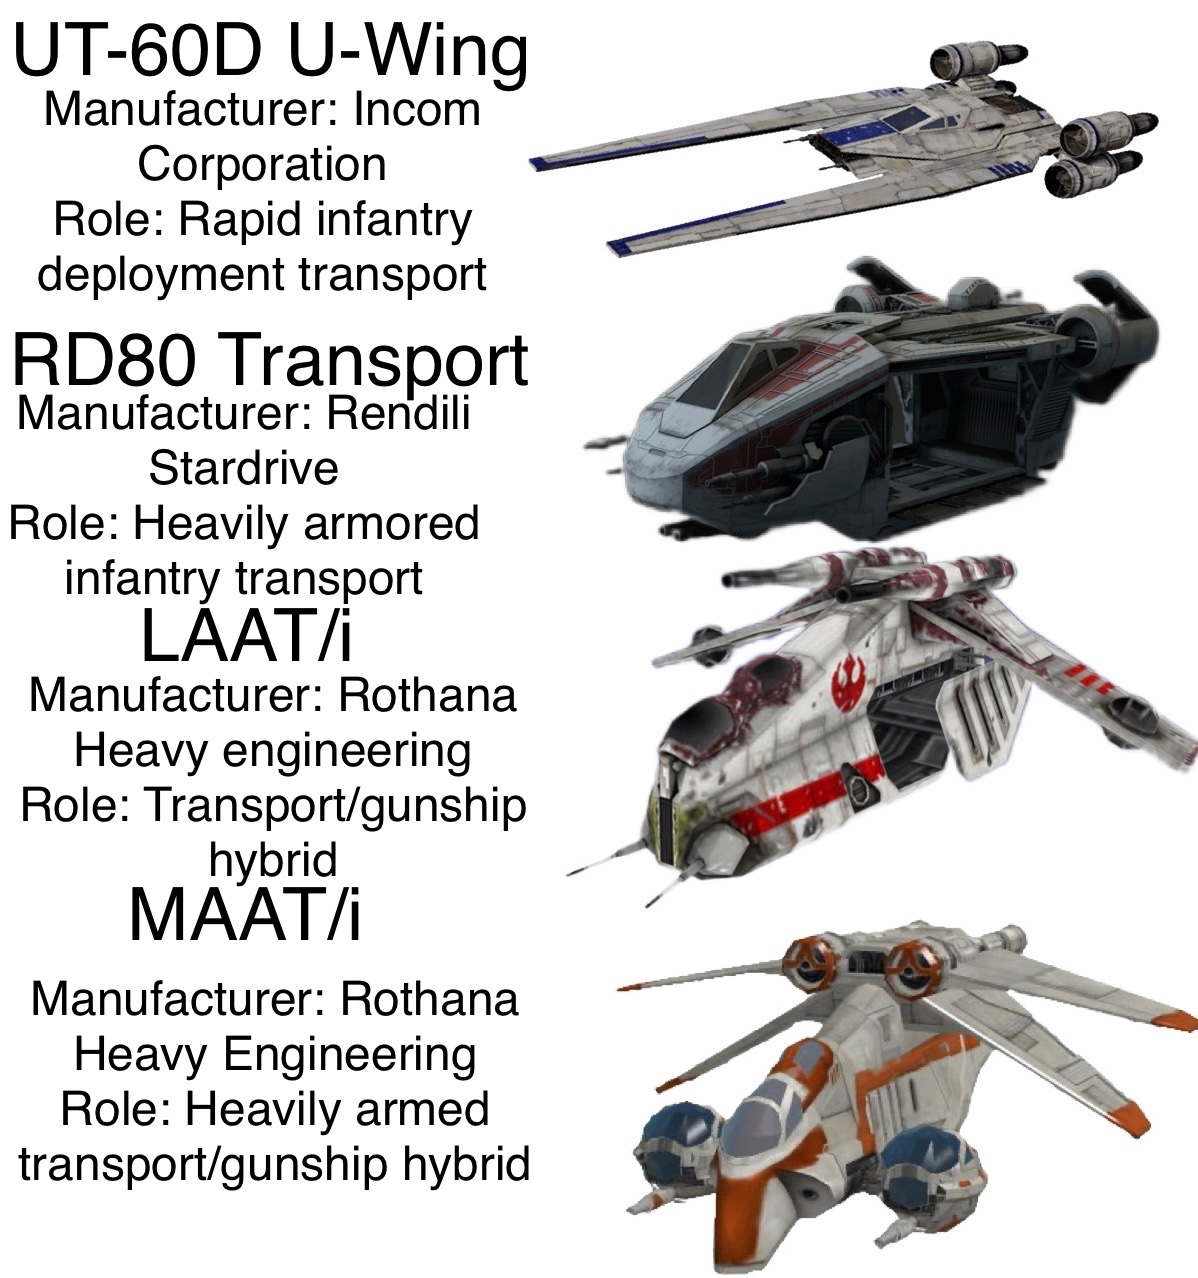 UT-60D U-Wing
Manufacturer: Incom
Corporation
Role: Rapid infantry
deployment transport
RD80 Transport
Manufacturer: Rendili
Stardrive
Role: Heavily armored
infantry transport
LAAT/i
Manufacturer: Rothana
Heavy engineering
Role: Transport/gunship
hybrid
MAAT/i
Manufacturer: Rothana
Heavy Engineering
Role: Heavily armed
transport/gunship hybrid